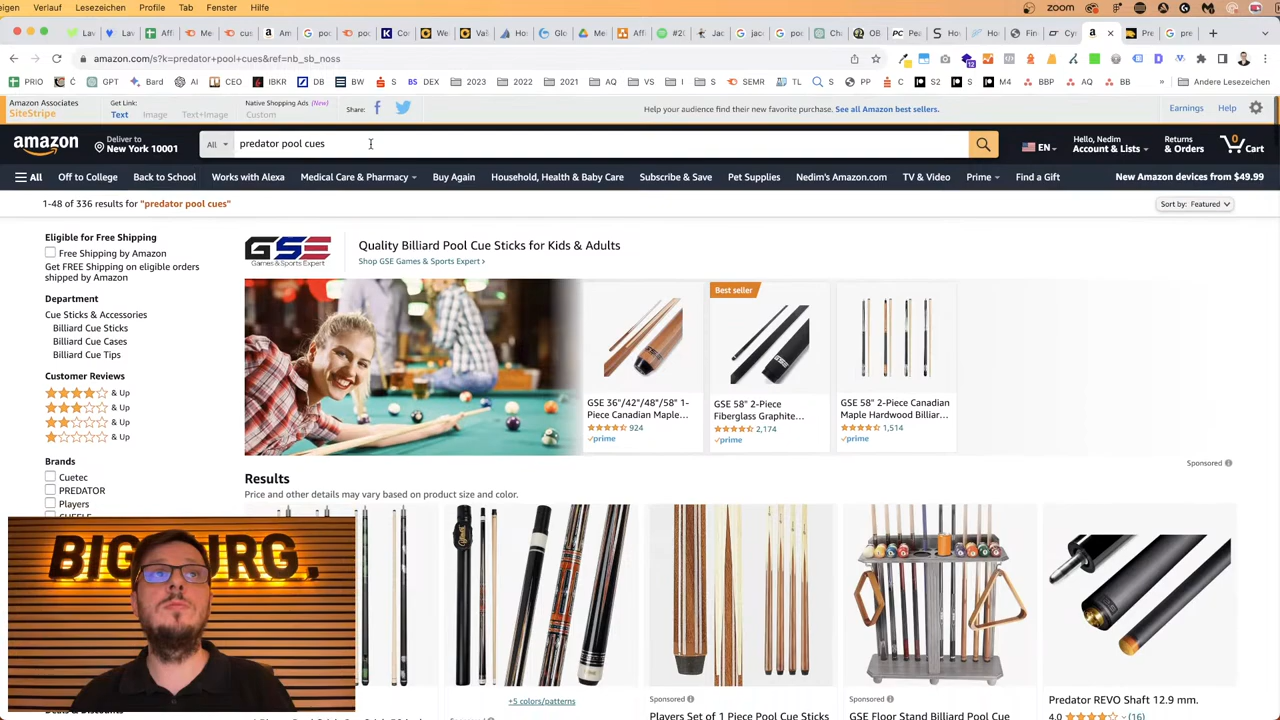 eigen Verlauf Lesezeichen Profile Tab Fenster Hilfe zoom
amazon.com/s?k=predator+pool+cues&ref=nb_sb_noss
PRIO GPT Bard AI CEO IBKR DB BW S BS DEX 2023 2022 2021 AQ VS I SEMR TL S PP S2 M4 BBP AQ BB Andere Lesezeichen
Amazon Associates
SiteStripe
Get Link:
Text Image Text+Image
Native Shopping Ads (New)
Custom
Share:
Help your audience find their new favorite purchase. See all Amazon best sellers.
Earnings Help
amazon
Deliver to
New York 10001
All predator pool cues
EN
Hello, Nedim
Account & Lists
Returns
& Orders
0
Cart
All Off to College Back to School Works with Alexa Medical Care & Pharmacy Buy Again Household, Health & Baby Care Subscribe & Save Pet Supplies Nedim's Amazon.com TV & Video Prime Find a Gift New Amazon devices from $49.99
1-48 of 336 results for "predator pool cues"
Sort by: Featured
Eligible for Free Shipping
Free Shipping by Amazon
Get FREE Shipping on eligible orders
shipped by Amazon
Department
Cue Sticks & Accessories
Billiard Cue Sticks
Billiard Cue Cases
Billiard Cue Tips
Customer Reviews
& Up
& Up
& Up
& Up
Brands
Cuetec
PREDATOR
Players
GSE
Games & Sports Expert
Quality Billiard Pool Cue Sticks for Kids & Adults
Shop GSE Games & Sports Expert ›
Best seller
GSE 36"/42"/48"/58" 1-
Piece Canadian Maple...
924
prime
GSE 58" 2-Piece
Fiberglass Graphite...
2,174
prime
GSE 58" 2-Piece Canadian
Maple Hardwood Billiar...
1,514
prime
Sponsored
Results
Price and other details may vary based on product size and color.
+5 colors/patterns
Sponsored
Players Set of 1 Piece Pool Cue Sticks
Sponsored
GSE Floor Stand Billiard Pool Cue
Predator REVO Shaft 12.9 mm.
4.0 (16)